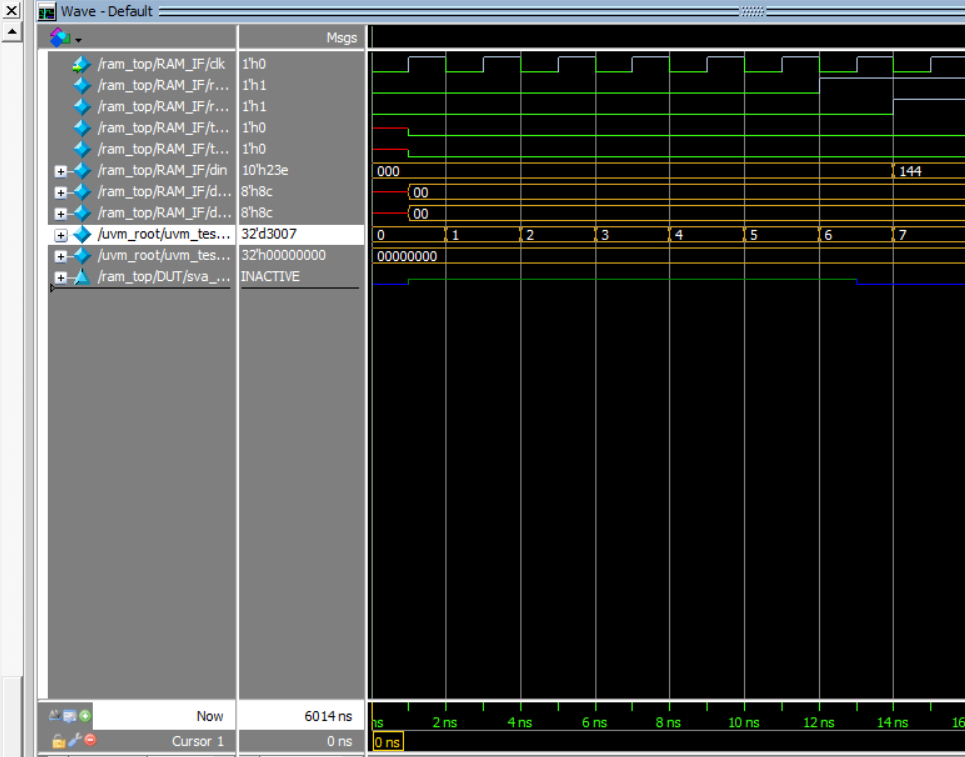 Wave - Default
Msgs
/ram_top/RAM_IF/clk 1'h0
/ram_top/RAM_IF/r... 1'h1
/ram_top/RAM_IF/r... 1'h1
/ram_top/RAM_IF/t... 1'h0
/ram_top/RAM_IF/t... 1'h0
/ram_top/RAM_IF/din 10'h23e 000 144
/ram_top/RAM_IF/d... 8'h8c 00
/ram_top/RAM_IF/d... 8'h8c 00
/uvm_root/uvm_tes... 32'd3007 0 1 2 3 4 5 6 7
/uvm_root/uvm_tes... 32'h00000000 00000000
/ram_top/DUT/sva_... INACTIVE
Now 6014 ns ns 2 ns 4 ns 6 ns 8 ns 10 ns 12 ns 14 ns 16
Cursor 1 0 ns 0 ns